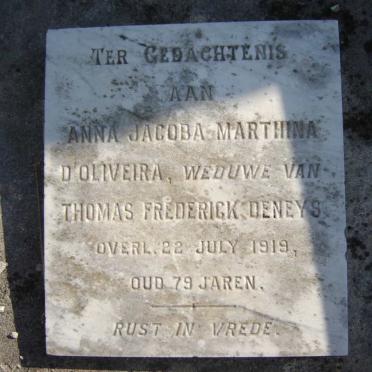 TER GEDACHTENIS
AAN
ANNA JACOBA MARTHINA
D'OLIVEIRA, WEDUWE VAN
THOMAS FREDERICK DENEYS
OVERL. 22 JULY 1919,
OUD 79 JAREN.
RUST IN VREDE.